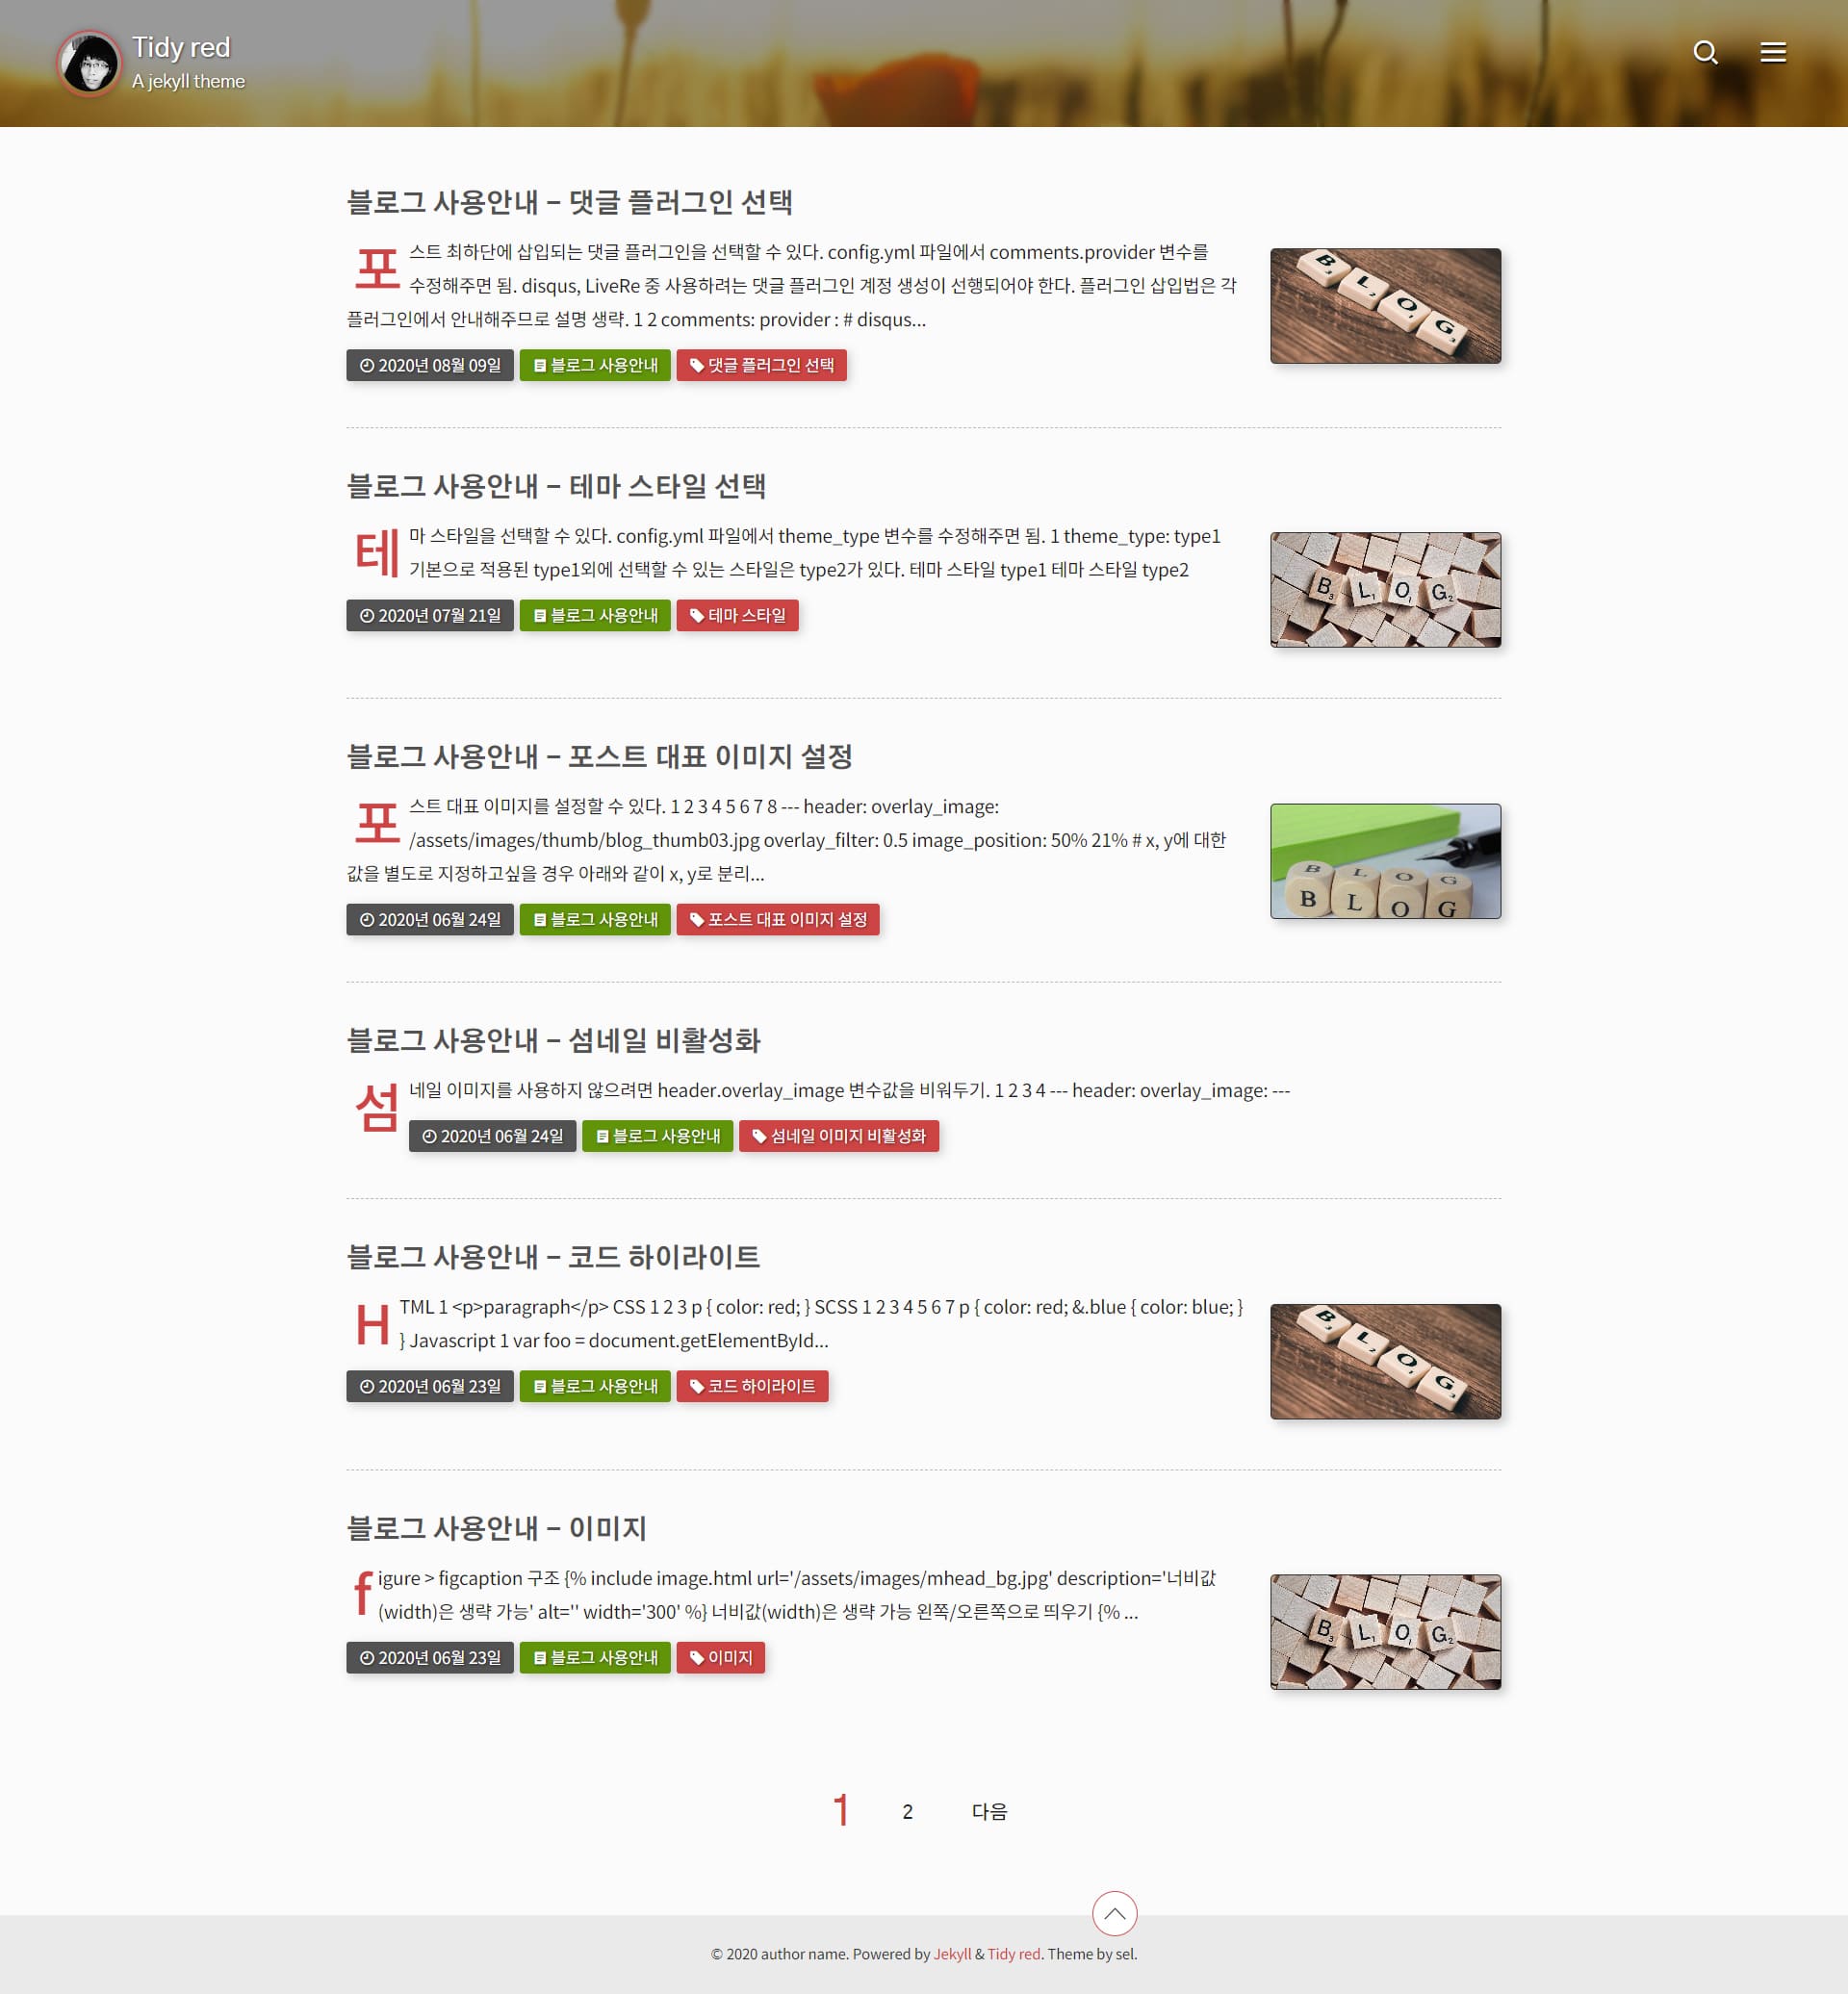 Tidy red
A jekyll theme
블로그 사용안내 – 댓글 플러그인 선택
포스트 최하단에 삽입되는 댓글 플러그인을 선택할 수 있다. config.yml 파일에서 comments.provider 변수를
수정해주면 됨. disqus, LiveRe 중 사용하려는 댓글 플러그인 계정 생성이 선행되어야 한다. 플러그인 삽입법은 각
플러그인에서 안내해주므로 설명 생략. 1 2 comments: provider : # disqus...
2020년 08월 09일 블로그 사용안내 댓글 플러그인 선택
BLOG
블로그 사용안내 – 테마 스타일 선택
테마 스타일을 선택할 수 있다. config.yml 파일에서 theme_type 변수를 수정해주면 됨. 1 theme_type: type1
기본으로 적용된 type1외에 선택할 수 있는 스타일은 type2가 있다. 테마 스타일 type1 테마 스타일 type2
2020년 07월 21일 블로그 사용안내 테마 스타일
BLOG
블로그 사용안내 – 포스트 대표 이미지 설정
포스트 대표 이미지를 설정할 수 있다. 1 2 3 4 5 6 7 8 --- header: overlay_image:
/assets/images/thumb/blog_thumb03.jpg overlay_filter: 0.5 image_position: 50% 21% # x, y에 대한
값을 별도로 지정하고싶을 경우 아래와 같이 x, y로 분리...
2020년 06월 24일 블로그 사용안내 포스트 대표 이미지 설정
BLOG
BLOG
블로그 사용안내 – 섬네일 비활성화
섬네일 이미지를 사용하지 않으려면 header.overlay_image 변수값을 비워두기. 1 2 3 4 --- header: overlay_image: ---
2020년 06월 24일 블로그 사용안내 섬네일 이미지 비활성화
블로그 사용안내 – 코드 하이라이트
HTML 1 <p>paragraph</p> CSS 1 2 3 p { color: red; } SCSS 1 2 3 4 5 6 7 p { color: red; &.blue { color: blue; }
} Javascript 1 var foo = document.getElementById...
2020년 06월 23일 블로그 사용안내 코드 하이라이트
BLOG
블로그 사용안내 – 이미지
figure > figcaption 구조 {% include image.html url='/assets/images/mhead_bg.jpg' description='너비값
(width)은 생략 가능' alt='' width='300' %} 너비값(width)은 생략 가능 왼쪽/오른쪽으로 띄우기 {% ...
2020년 06월 23일 블로그 사용안내 이미지
BLOG
1 2 다음
© 2020 author name. Powered by Jekyll & Tidy red. Theme by sel.